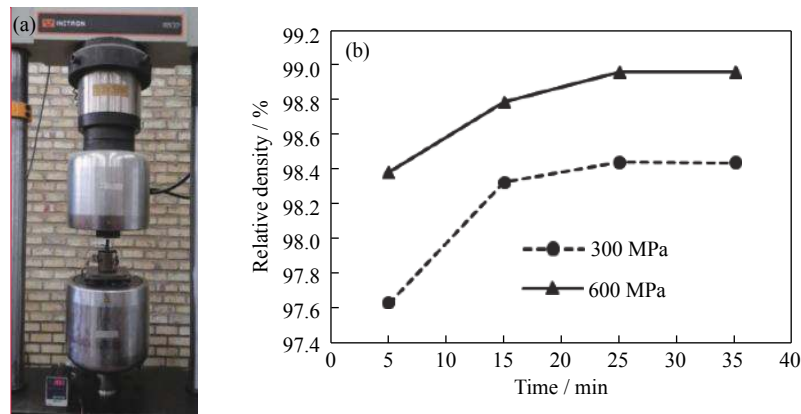 (a)
INSTRON
(b)
Relative density / %
99.2
99.0
98.8
98.6
98.4
98.2
98.0
97.8
97.6
97.4
0 5 10 15 20 25 30 35 40
Time / min
300 MPa
600 MPa